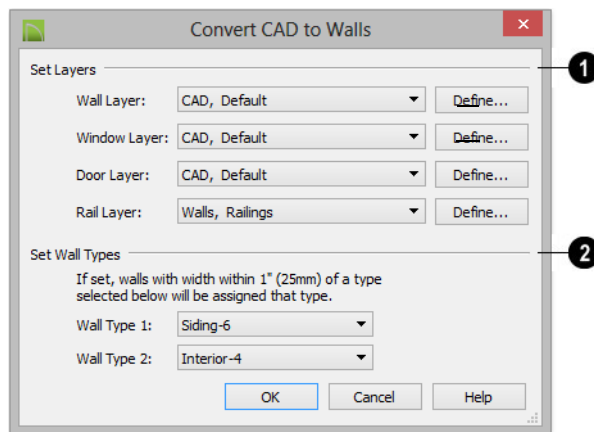 Convert CAD to Walls
Set Layers
1
Wall Layer: CAD, Default Define...
Window Layer: CAD, Default Define...
Door Layer: CAD, Default Define...
Rail Layer: Walls, Railings Define...
Set Wall Types
2
If set, walls with width within 1" (25mm) of a type
selected below will be assigned that type.
Wall Type 1: Siding-6
Wall Type 2: Interior-4
OK Cancel Help